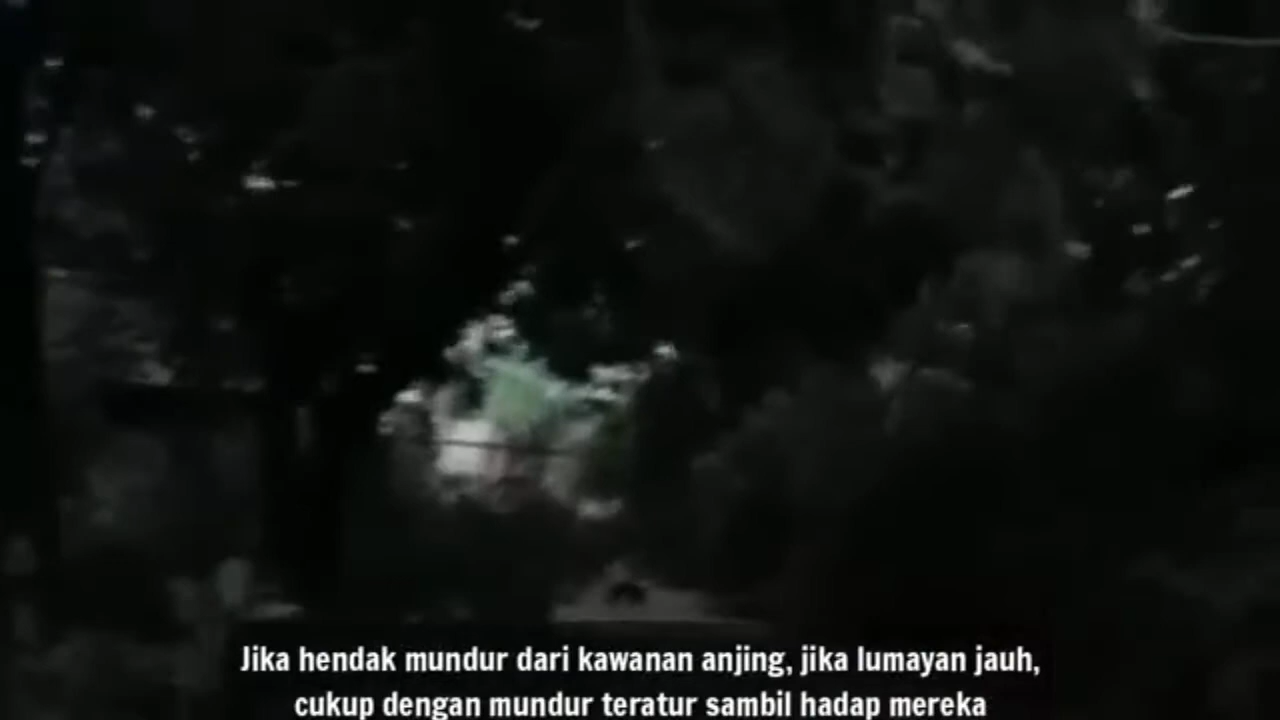 Jika hendak mundur dari kawanan anjing, jika lumayan jauh,
cukup dengan mundur teratur sambil hadap mereka